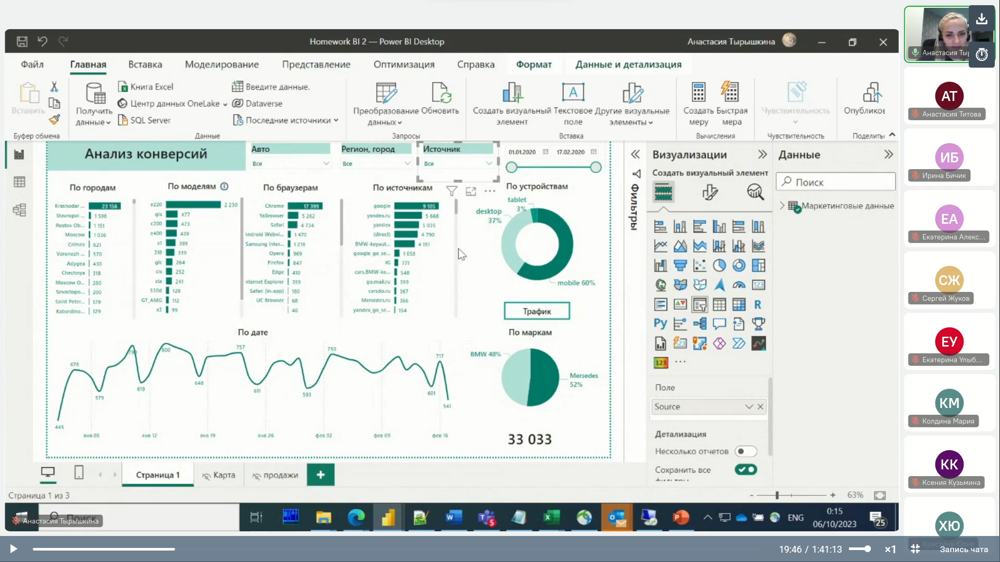 Homework BI 2 — Power BI Desktop
Анастасия Тырышкина
Файл
Главная
Вставка
Моделирование
Представление
Оптимизация
Справка
Формат
Данные и детализация
Вставить
Буфер обмена
Получить данные
Книга Excel
Центр данных OneLake
SQL Server
Введите данные.
Dataverse
Последние источники
Данные
Преобразование данных
Обновить
Запросы
Создать визуальный элемент
Текстовое поле
Другие визуальные элементы
Вставка
Создать меру
Быстрая мера
Вычисления
Чувствительность
Чувствительность
Опубликов
Поделиты
Анализ конверсий
Авто
Все
Регион, город
Все
Источник
Все
01.01.2020
17.02.2020
По городам
Krasnodar ... 23 156
Stavropol ... 1 598
Rostov Ob... 1 151
Moscow 1 036
Crimea 621
Voronezh ... 570
Adygea 430
Chechnya 318
Moscow O... 280
Sevastopo... 200
Saint Peter... 179
Kabardino... 129
По моделям
e220 2 230
gls 477
c200 473
e400 439
x1 389
318 339
glc 264
cls 252
cla 241
530d 128
GT_AMG 112
x3 95
По браузерам
Chrome 17 399
YaBrowser 5 262
Safari 4 734
Android Webvi... 1 470
Samsung Inter... 1 218
Opera 969
Firefox 847
Edge 410
nternet Explorer 359
Safari (in-app) 180
UC Browser 68
40
По источникам
google 9 105
yandex.ru 5 668
yandex 5 035
(direct) 4 790
BMW-keyaut... 4 151
google_go_se... 1 058
IG 771
cars.BMW-ke... 548
go.mail.ru 399
carsdo.ru 367
Mersedes.ru 366
yandex_go_se... 154
По устройствам
tablet 3%
desktop 37%
mobile 60%
Трафик
По дате
445
678
579
793
619
800
648
757
611
593
750
601
717
541
янв 05
янв 12
янв 19
янв 26
фев 02
фев 09
фев 16
По маркам
BMW 48%
Mersedes 52%
33 033
Фильтры
Визуализации
Создать визуальный элемент
123
R
Py
123
123
Поле
Source
Детализация
Несколько отчетов
Сохранить все
фильтры
Данные
Поиск
Маркетинговые данные
Страница 1
Карта
продажи
Страница 1 из 3
63%
Поиск
Анастасия Тырышкина
5
ENG
0:15
06/10/2023
25
19:46 / 1:41:13
×1
Запись чата
Анастасия Ты
АТ
Анастасия Титова
ИБ
Ирина Бичик
ЕА
Екатерина Алекс...
СЖ
Сергей Жуков
ЕУ
Екатерина Улыб...
КМ
Колдина Мария
КК
Ксения Кузьмина
ХЮ
Христина Юлия